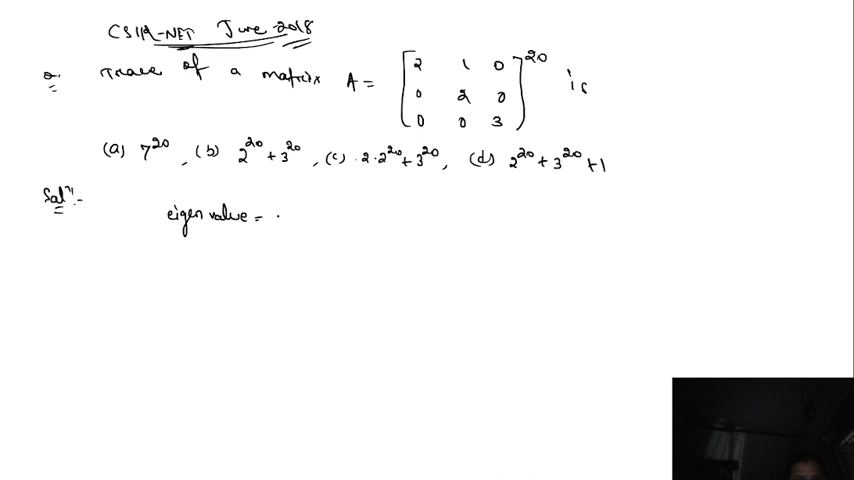 CSIR-NET June-2018
Q. Trace of a matrix A = [2 1 0 0 2 0 0 0 3]^20 is
(a) 7^20, (b) 2^20 + 3^20, (c) 2·2^20 + 3^20, (d) 2^20 + 3^20 + 1
Solⁿ:-
eigen value = .